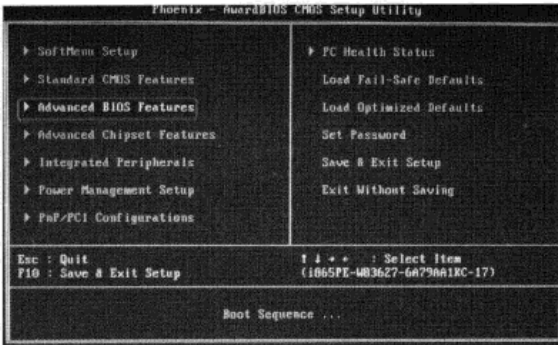 Phoenix - AwardBIOS CMOS Setup Utility
SoftMenu Setup
Standard CMOS Features
Advanced BIOS Features
Advanced Chipset Features
Integrated Peripherals
Power Management Setup
PnP/PCI Configurations
PC Health Status
Load Fail-Safe Defaults
Load Optimized Defaults
Set Password
Save & Exit Setup
Exit Without Saving
Esc : Quit
F10 : Save & Exit Setup
↑ ↓ → ← : Select Item
(i865PE-W83627-6A79AA1KC-17)
Boot Sequence ...